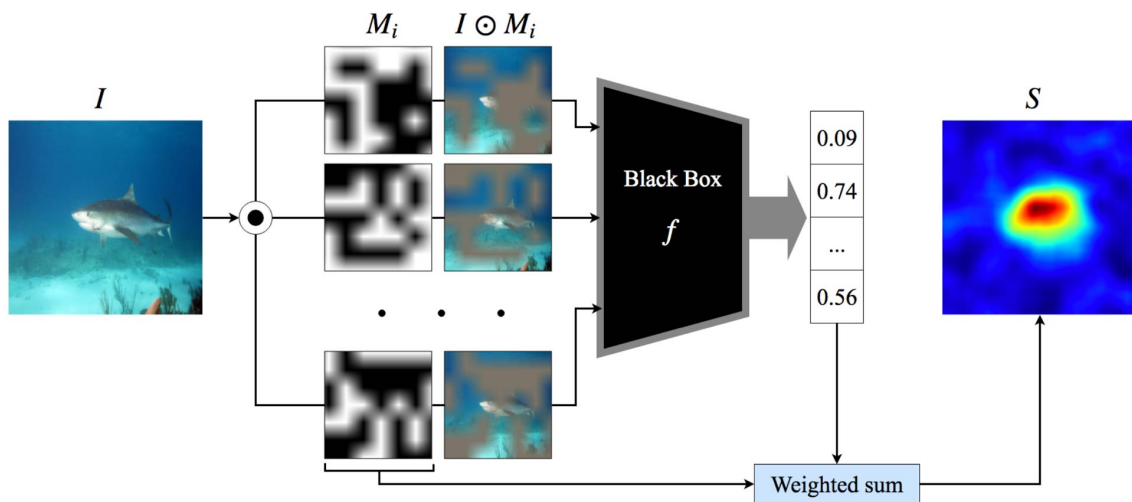 M_i
I ⊙ M_i
I
S
Black Box
f
0.09
0.74
...
0.56
Weighted sum